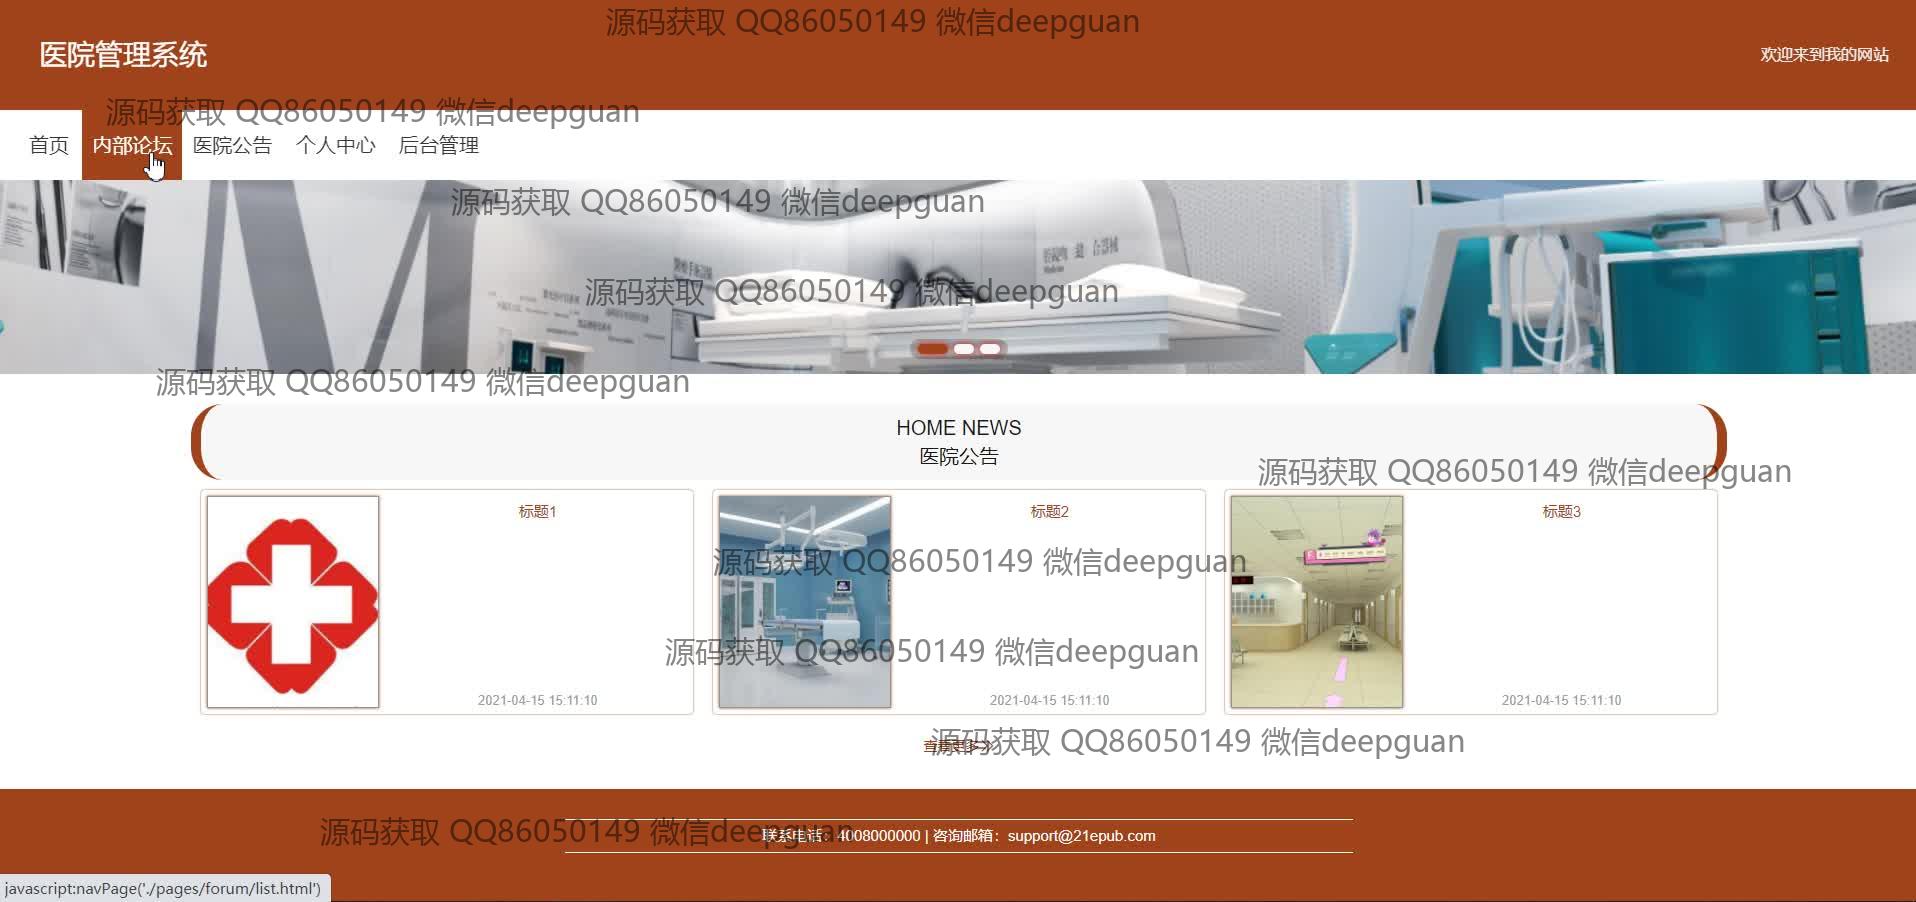 源码获取 QQ86050149 微信deepguan
医院管理系统
欢迎来到我的网站
源码获取 QQ86050149 微信deepguan
首页 内部论坛 医院公告 个人中心 后台管理
源码获取 QQ86050149 微信deepguan
源码获取 QQ86050149 微信deepguan
源码获取 QQ86050149 微信deepguan
HOME NEWS
医院公告
源码获取 QQ86050149 微信deepguan
标题1
标题2
标题3
源码获取 QQ86050149 微信deepguan
源码获取 QQ86050149 微信deepguan
2021-04-15 15:11:10
2021-04-15 15:11:10
2021-04-15 15:11:10
源码获取 QQ86050149 微信deepguan
源码获取 QQ86050149 微信deepguan
联系电话：4008000000 | 咨询邮箱：support@21epub.com
javascript:navPage('./pages/forum/list.html')